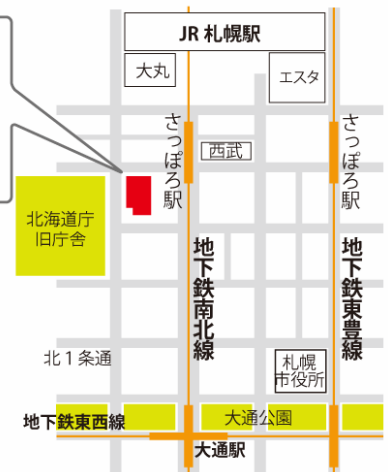 JR 札幌駅
大丸
エスタ
さっぽろ駅
西武
さっぽろ駅
北海道庁
旧庁舎
地下鉄南北線
地下鉄東豊線
北1条通
札幌
市役所
地下鉄東西線
大通公園
大通駅